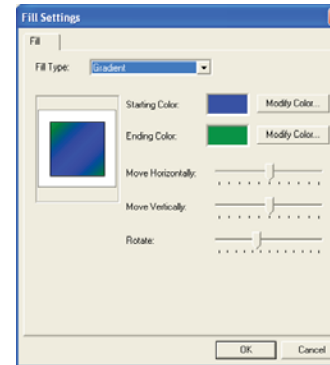 Fill Settings
Fill
Fill Type: Gradient
Starting Color: Modify Color...
Ending Color: Modify Color...
Move Horizontally:
Move Vertically:
Rotate:
OK Cancel